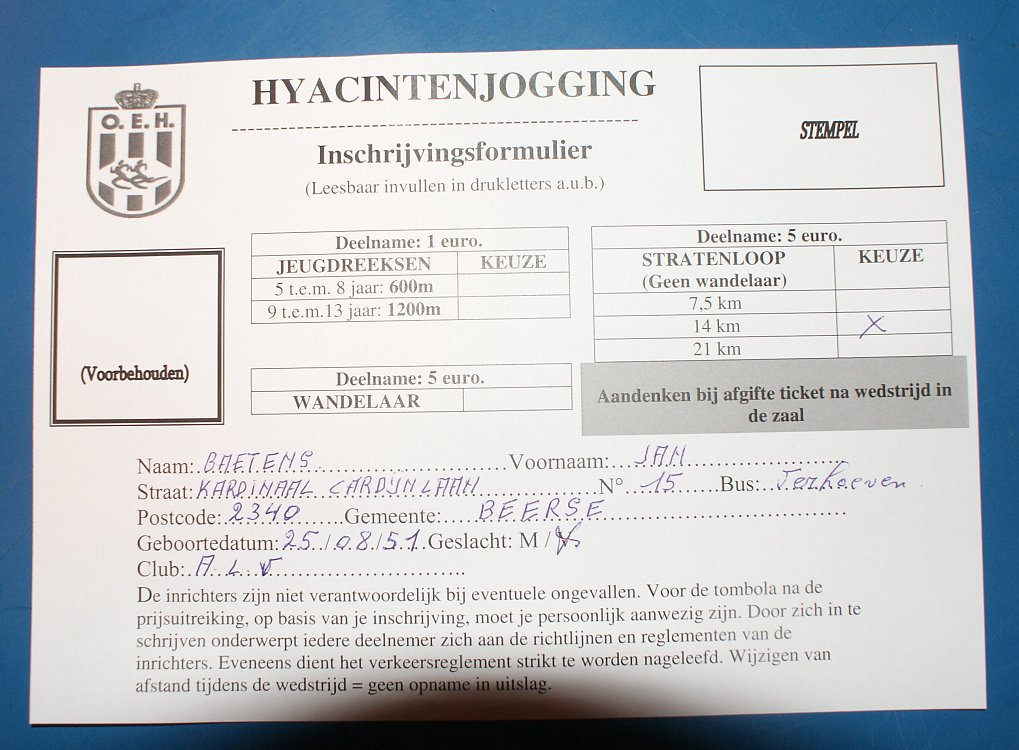 HYACINTENJOGGING
O. E. H.
STEMPEL
Inschrijvingsformulier
(Leesbaar invullen in drukletters a.u.b.)
Deelname: 1 euro.
JEUGDREEKSEN KEUZE
5 t.e.m. 8 jaar: 600m
9 t.e.m.13 jaar: 1200m
Deelname: 5 euro.
STRATENLOOP KEUZE
(Geen wandelaar)
7,5 km
14 km X
21 km
(Voorbehouden)
Deelname: 5 euro.
WANDELAAR
Aandenken bij afgifte ticket na wedstrijd in
de zaal
Naam: BAETENS Voornaam: JAN
Straat: KARDINAAL CARDIJNLAAN N° 15 Bus: Terhoeven
Postcode: 2340 Gemeente: BEERSE
Geboortedatum: 25 / 08 / 51 Geslacht: M /
Club: A L V
De inrichters zijn niet verantwoordelijk bij eventuele ongevallen. Voor de tombola na de
prijsuitreiking, op basis van je inschrijving, moet je persoonlijk aanwezig zijn. Door zich in te
schrijven onderwerpt iedere deelnemer zich aan de richtlijnen en reglementen van de
inrichters. Eveneens dient het verkeersreglement strikt te worden nageleefd. Wijzigen van
afstand tijdens de wedstrijd = geen opname in uitslag.